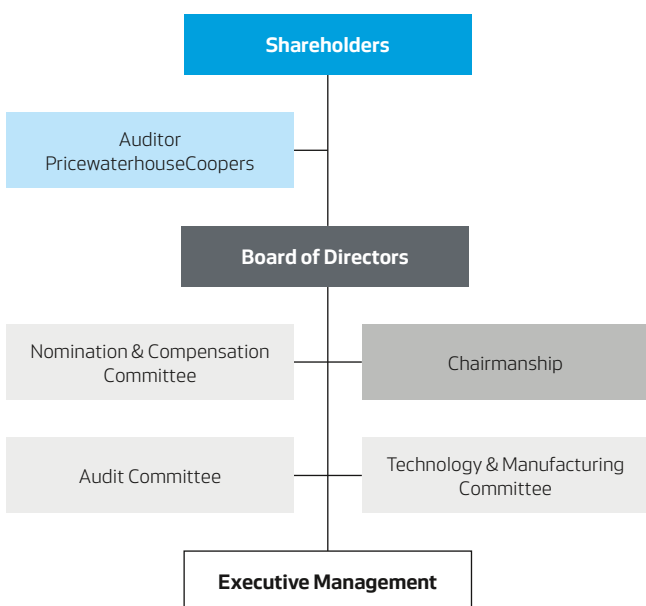 Shareholders
Auditor
PricewaterhouseCoopers
Board of Directors
Nomination & Compensation
Committee
Chairmanship
Audit Committee
Technology & Manufacturing
Committee
Executive Management